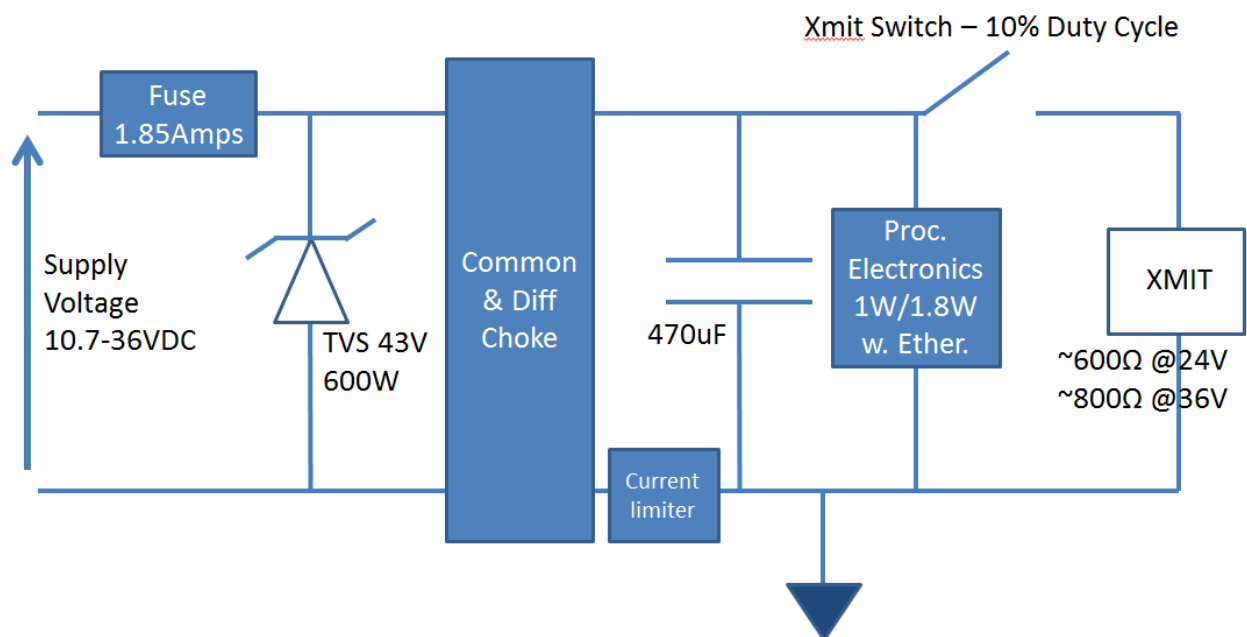 Xmit Switch – 10% Duty Cycle
Fuse
1.85Amps
Supply
Voltage
10.7-36VDC
TVS 43V
600W
Common
& Diff
Choke
470uF
Current
limiter
Proc.
Electronics
1W/1.8W
w. Ether.
XMIT
~600Ω @24V
~800Ω @36V